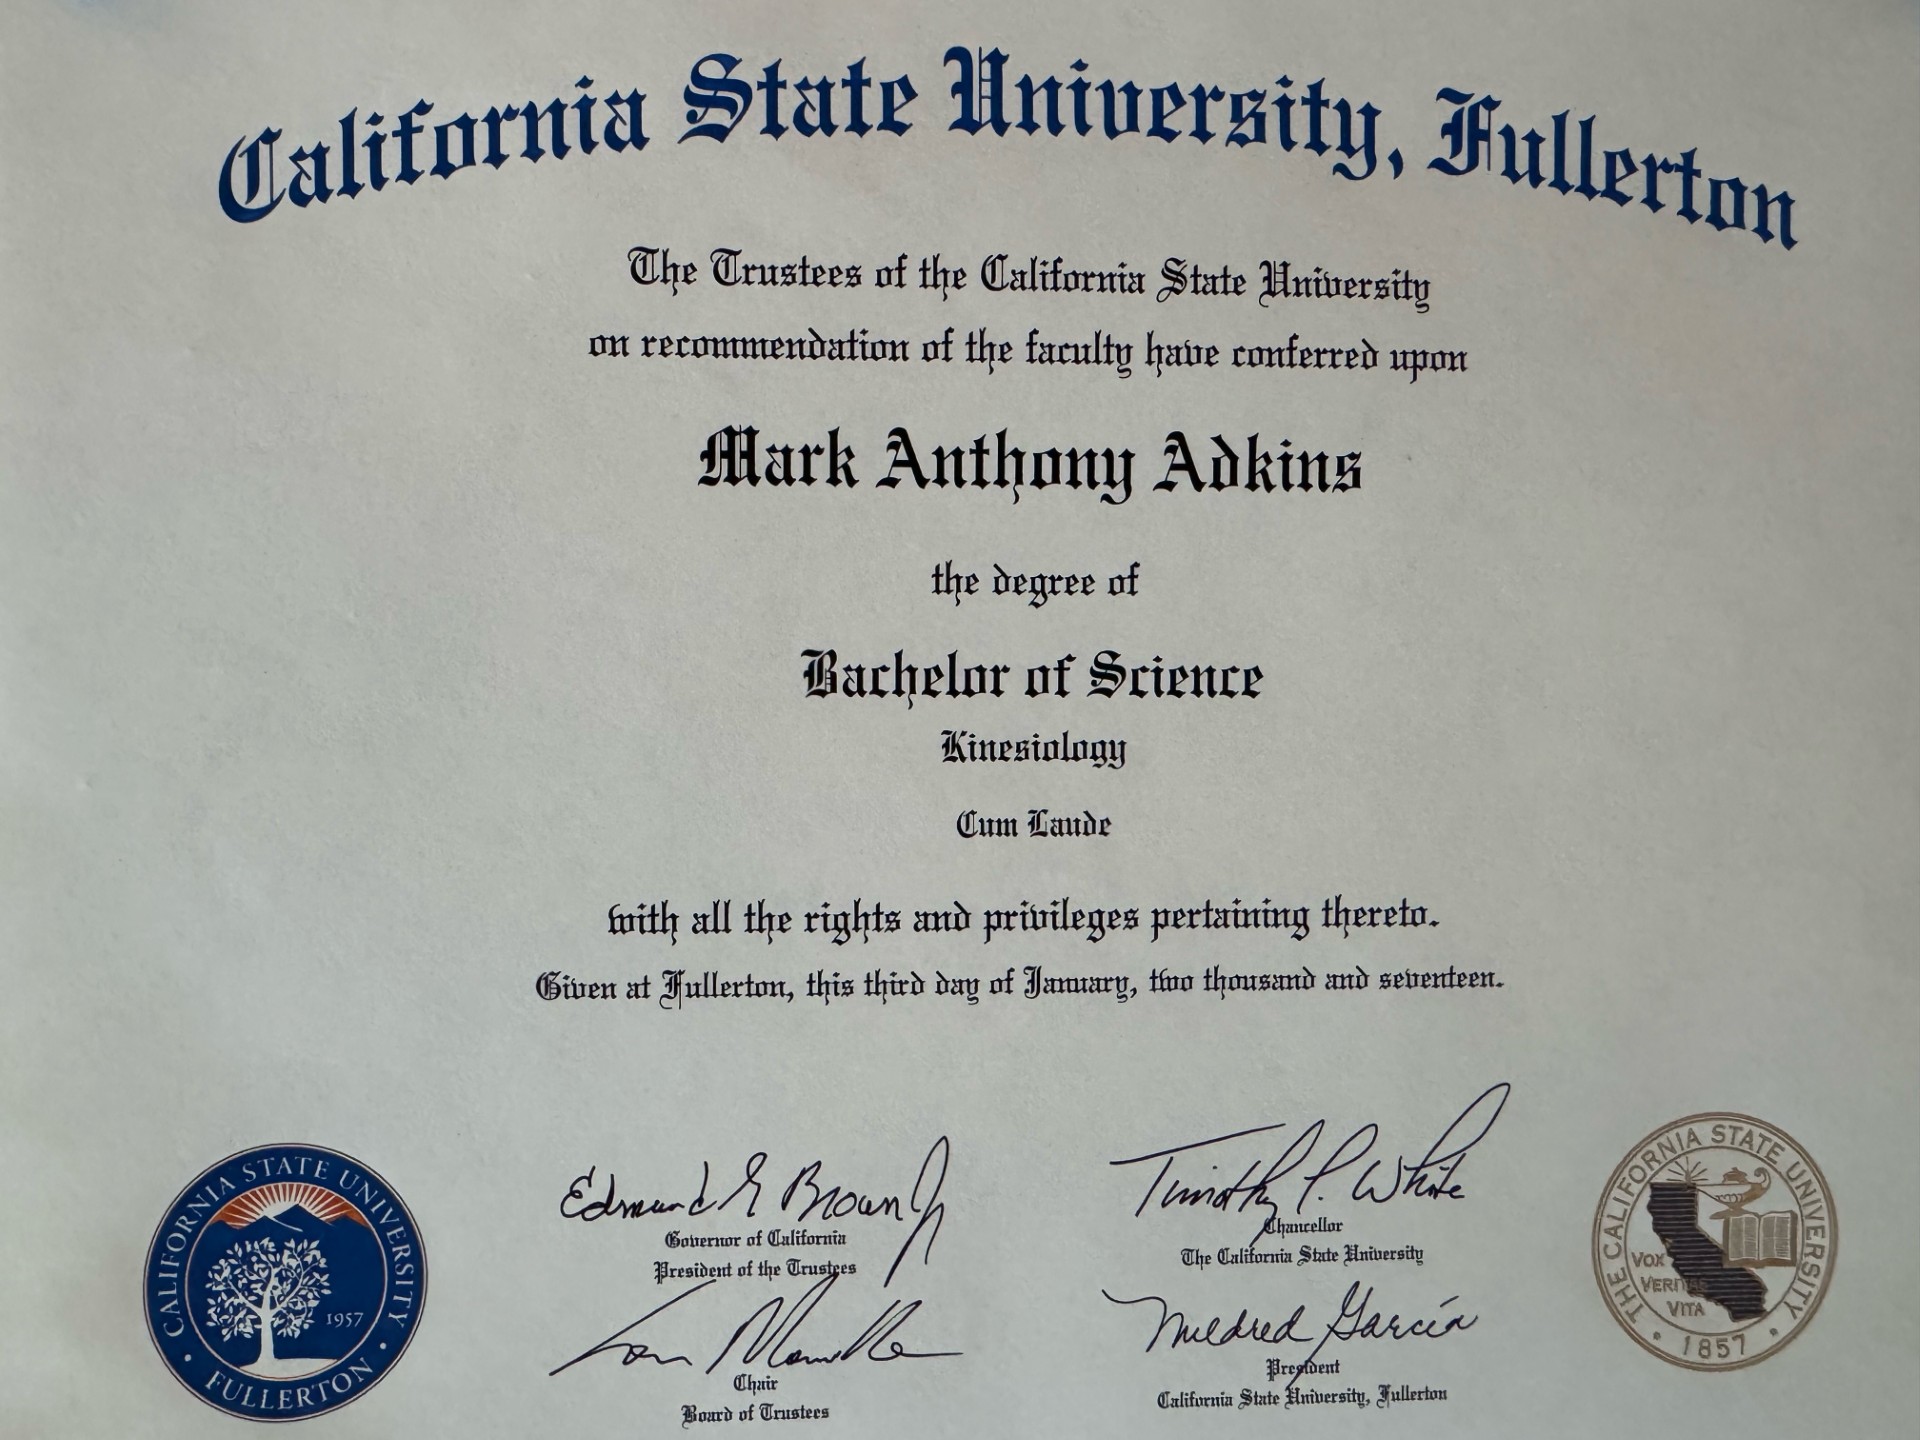 California State University, Fullerton
The Trustees of the California State University
on recommendation of the faculty have conferred upon
Mark Anthony Adkins
the degree of
Bachelor of Science
Kinesiology
Cum Laude
with all the rights and privileges pertaining thereto.
Given at Fullerton, this third day of January, two thousand and seventeen.
Edmund G Brown Jr
Governor of California
President of the Trustees
Timothy P. White
Chancellor
The California State University
Chair
Board of Trustees
Mildred García
President
California State University, Fullerton
CALIFORNIA STATE UNIVERSITY
1957
• FULLERTON •
THE CALIFORNIA STATE UNIVERSITY
VOX
VERITAS
VITA
• 1857 •